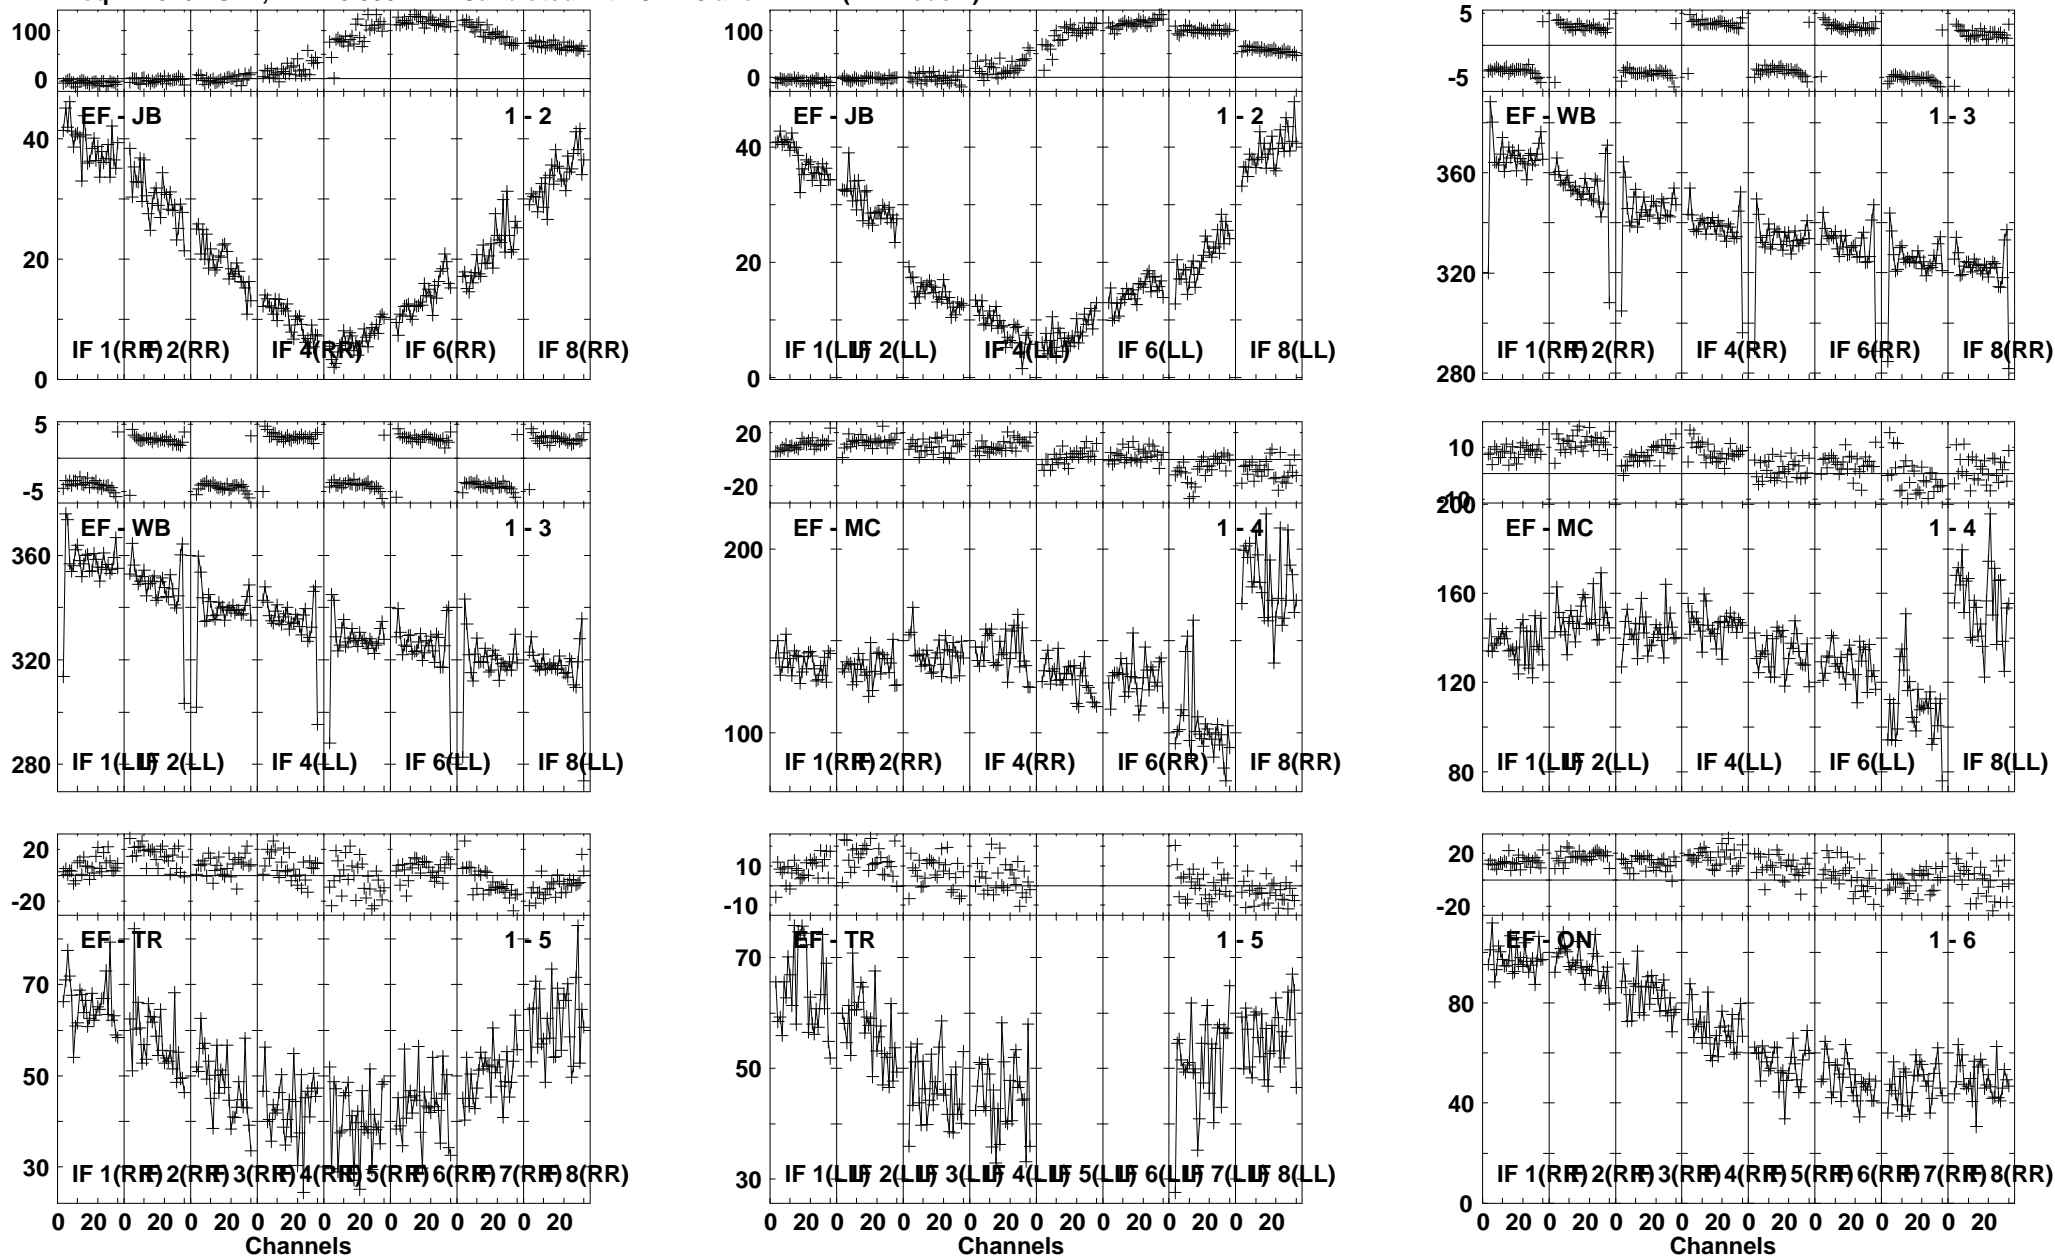 100
0
EF - JB 1 - 2
40
20
0
IF 1(RR) IF 2(RR) IF 4(RR) IF 6(RR) IF 8(RR)
100
0
EF - JB 1 - 2
40
20
0
IF 1(LL) IF 2(LL) IF 4(LL) IF 6(LL) IF 8(LL)
5
-5
EF - WB 1 - 3
360
320
280
IF 1(RR) IF 2(RR) IF 4(RR) IF 6(RR) IF 8(RR)
5
-5
EF - WB 1 - 3
360
320
280
IF 1(LL) IF 2(LL) IF 4(LL) IF 6(LL) IF 8(LL)
20
-20
EF - MC 1 - 4
200
100
IF 1(RR) IF 2(RR) IF 4(RR) IF 6(RR) IF 8(RR)
10
-10
200
EF - MC 1 - 4
160
120
80
IF 1(LL) IF 2(LL) IF 4(LL) IF 6(LL) IF 8(LL)
20
-20
EF - TR 1 - 5
70
50
30
IF 1(RR) IF 2(RR) IF 3(RR) IF 4(RR) IF 5(RR) IF 6(RR) IF 7(RR) IF 8(RR)
0 20 0 20 0 20 0 20 0 20 0 20 0 20 0 20
Channels
10
-10
EF - TR 1 - 5
70
50
30
IF 1(LL) IF 2(LL) IF 3(LL) IF 4(LL) IF 5(LL) IF 6(LL) IF 7(LL) IF 8(LL)
0 20 0 20 0 20 0 20 0 20 0 20 0 20 0 20
Channels
20
-20
EF - ON 1 - 6
80
40
0
IF 1(RR) IF 2(RR) IF 3(RR) IF 4(RR) IF 5(RR) IF 6(RR) IF 7(RR) IF 8(RR)
0 20 0 20 0 20 0 20 0 20 0 20 0 20 0 20
Channels